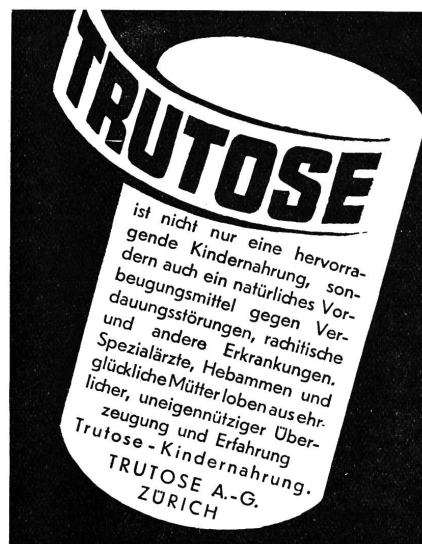 TRUTOSE
ist nicht nur eine hervorra-
gende Kindernahrung, son-
dern auch ein natürliches Vor-
beugungsmittel gegen Ver-
dauungsstörungen, rachitische
und andere Erkrankungen.
Spezialärzte, Hebammen und
glückliche Mütter loben aus ehr-
licher, uneigennütziger Über-
zeugung und Erfahrung
Trutose-Kindernahrung.
TRUTOSE A.-G.
ZÜRICH